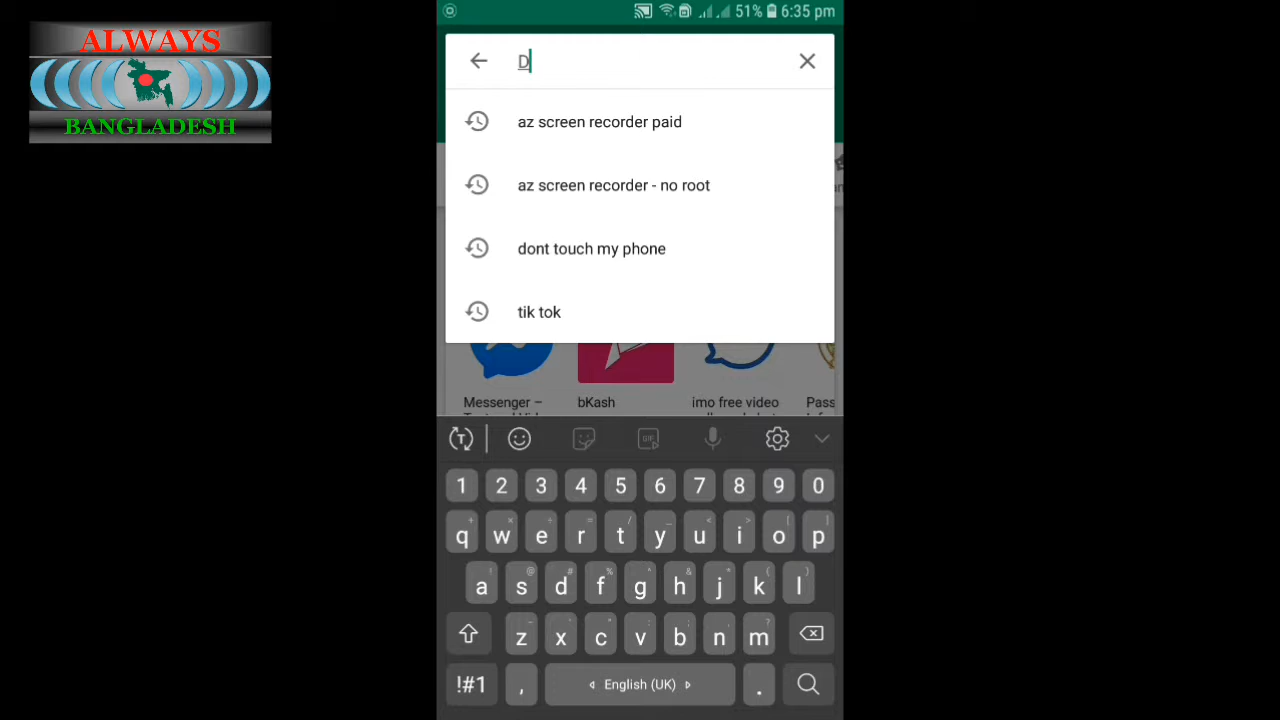 ALWAYS
BANGLADESH
51% 6:35 pm
D
az screen recorder paid
az screen recorder - no root
dont touch my phone
tik tok
Messenger –
bKash
imo free video
Pass
T
GIF
1 2 3 4 5 6 7 8 9 0
q w e r t y u i o p
a s d f g h j k l
z x c v b n m
!#1 , English (UK) .